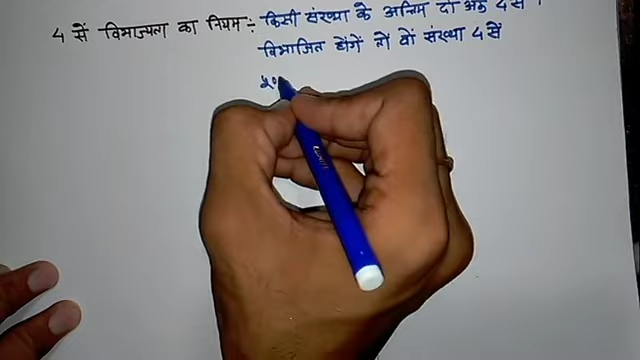 4 सें विभाज्यता का नियम :- किसी संख्या के अन्तिम दो अंक 4 सें
विभाजित होंगें तो वों संख्या 4 सें